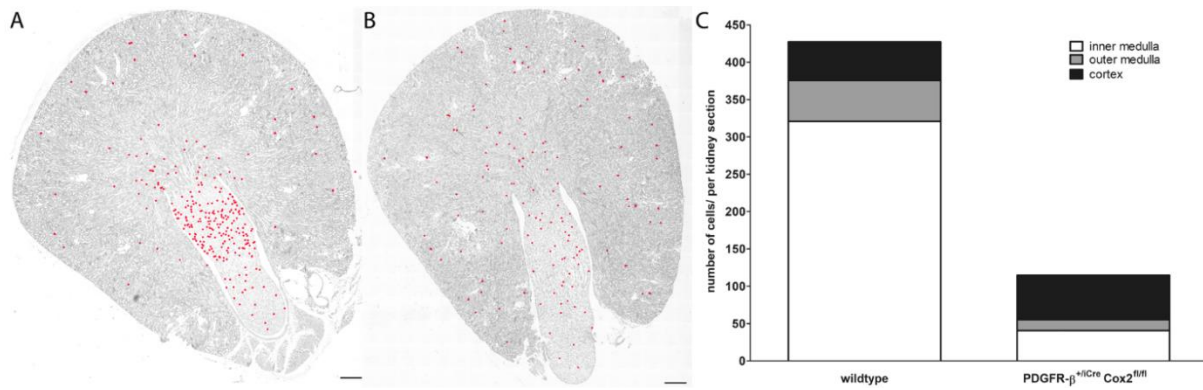 A
B
C
number of cells/ per kidney section
450
400
350
300
250
200
150
100
50
0
inner medulla
outer medulla
cortex
wildtype
PDGFR-β+/iCre Cox2fl/fl